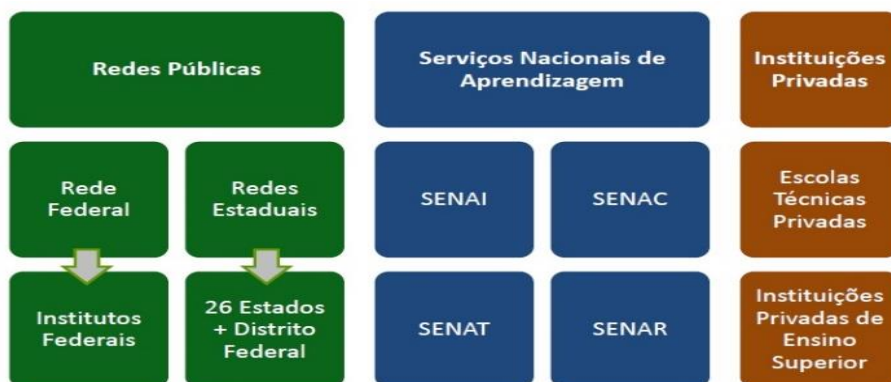 Redes Públicas
Serviços Nacionais de
Aprendizagem
Instituições
Privadas
Rede
Federal
Redes
Estaduais
SENAI
SENAC
Escolas
Técnicas
Privadas
Institutos
Federais
26 Estados
+ Distrito
Federal
SENAT
SENAR
Instituições
Privadas de
Ensino
Superior